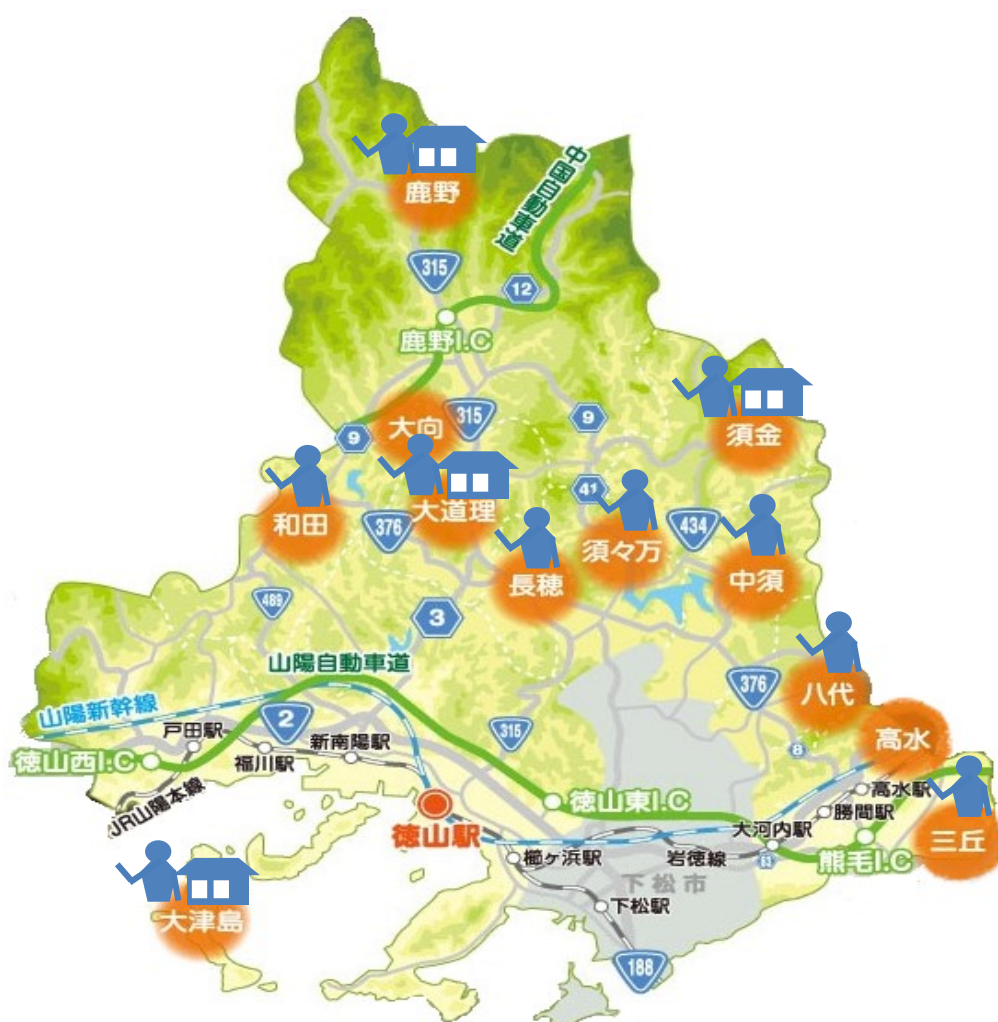 鹿野
中国自動車道
315
12
鹿野I.C
大向
315
9
9
須金
和田
376
大道理
41
須々万
434
中須
長穂
489
3
山陽自動車道
376
八代
山陽新幹線
2
315
高水
戸田駅
新南陽駅
8
徳山西I.C
福川駅
高水駅
JR山陽本線
徳山東I.C
勝間駅
徳山駅
大河内駅
三丘
櫛ヶ浜駅
岩徳線
63
熊毛I.C
下松市
下松駅
大津島
188